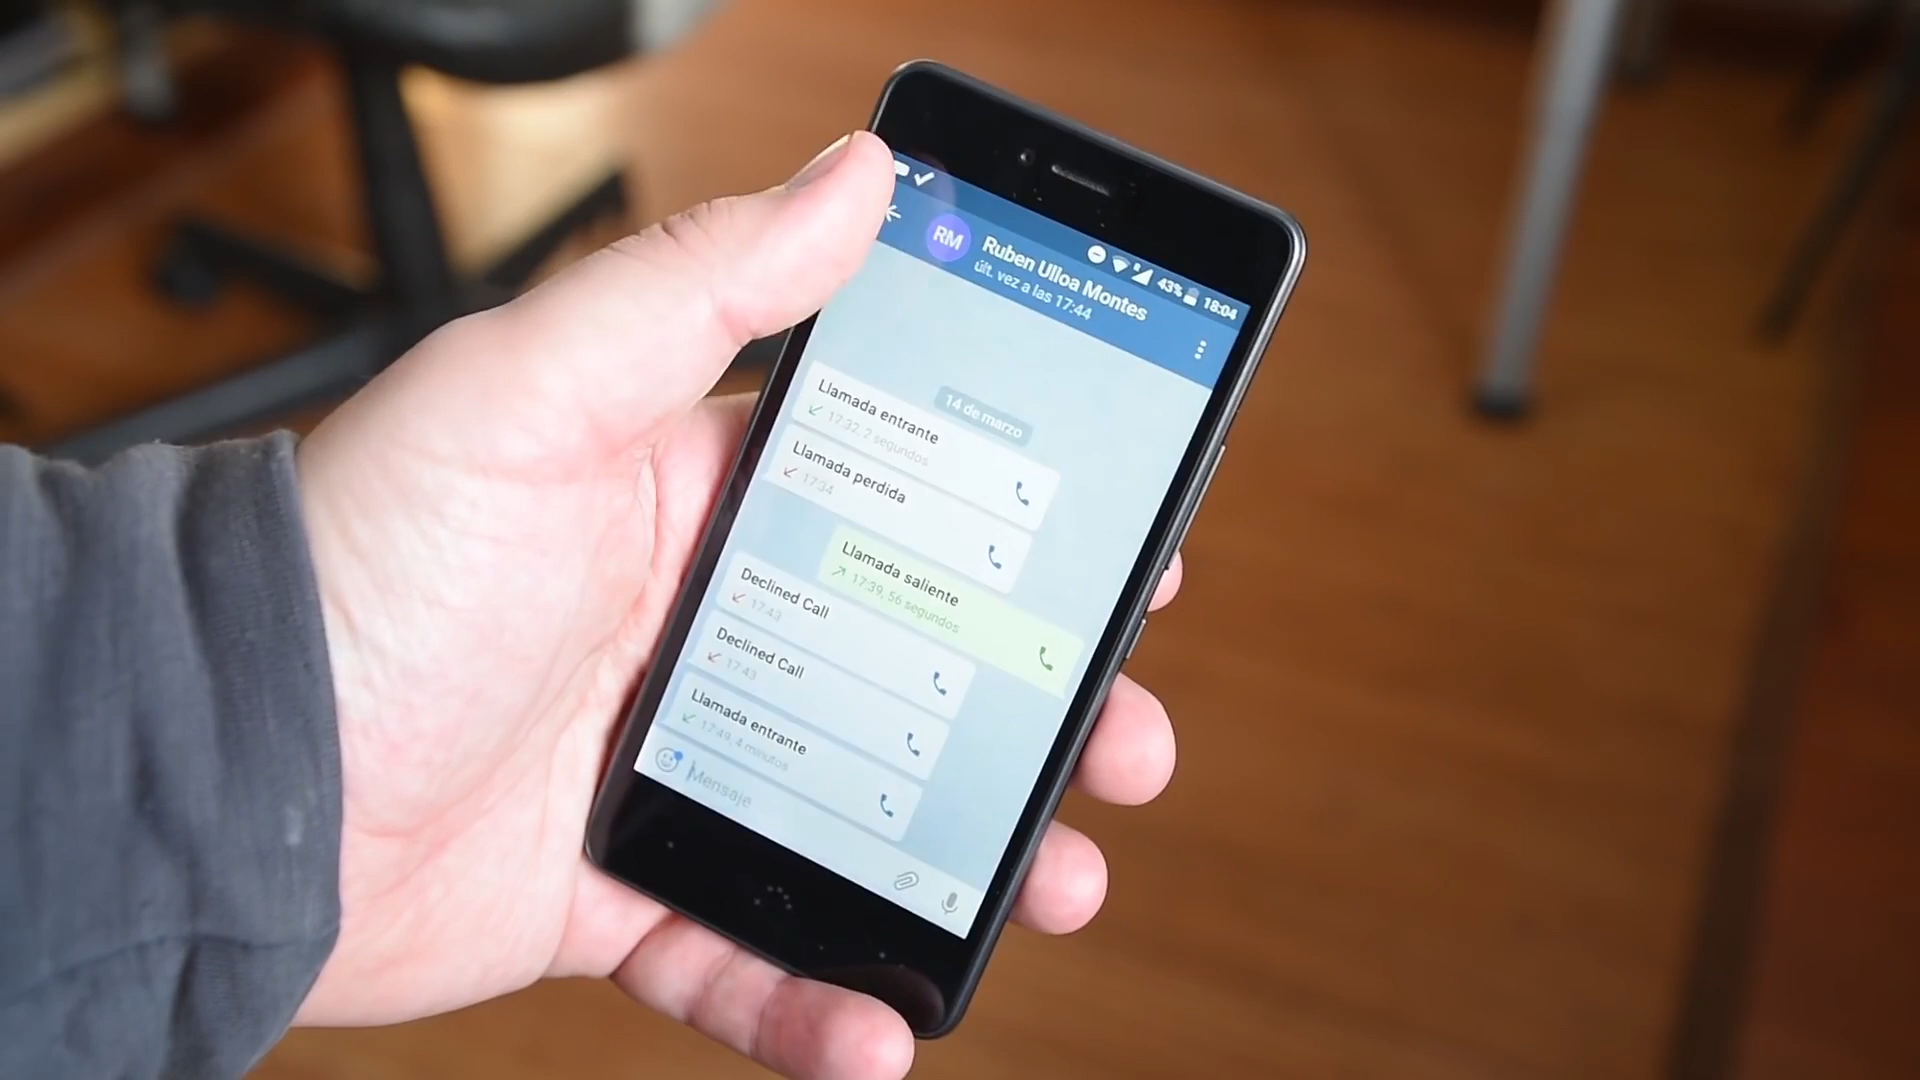 43% 18:04
RM
Ruben Ulloa Montes
últ. vez a las 17:44
14 de marzo
Llamada entrante
17:32, 2 segundos
Llamada perdida
17:34
Llamada saliente
17:39, 56 segundos
Declined Call
17:43
Declined Call
17:43
Llamada entrante
17:49, 4 minutos
Mensaje